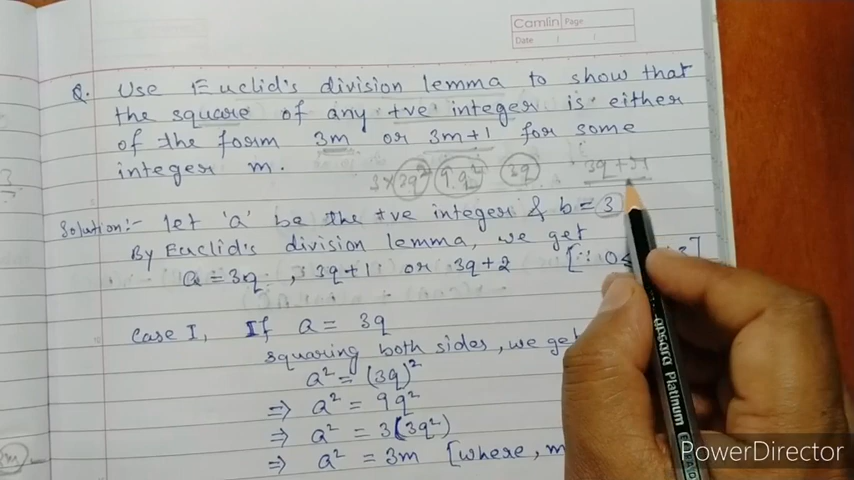 Camlin Page
Date
Q. Use Euclid's division lemma to show that
the square of any +ve integer is either
of the form 3m or 3m+1 for some
integer m.
3×3q² 9q² 3q 3q+r
Solution:- let 'a' be the +ve integer & b=3
By Euclid's division lemma, we get
a=3q, 3q+1 or 3q+2 [∵ 0≤
Case I, If a = 3q
squaring both sides, we get
a² = (3q)²
⇒ a² = 9q²
⇒ a² = 3(3q²)
⇒ a² = 3m [where, m
apsara Platinum
PowerDirector